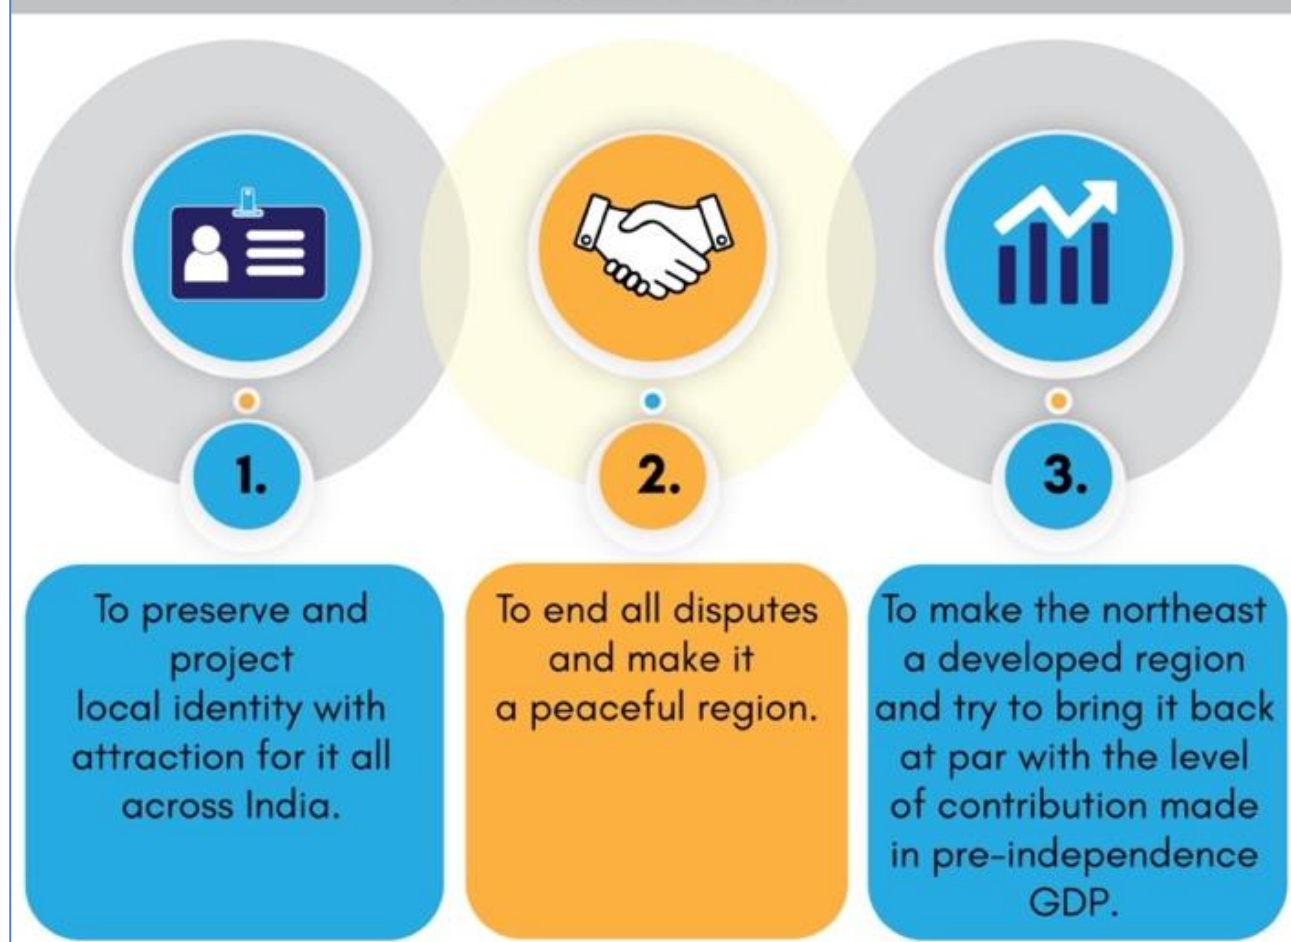 1.
To preserve and
project
local identity with
attraction for it all
across India.
2.
To end all disputes
and make it
a peaceful region.
3.
To make the northeast
a developed region
and try to bring it back
at par with the level
of contribution made
in pre-independence
GDP.